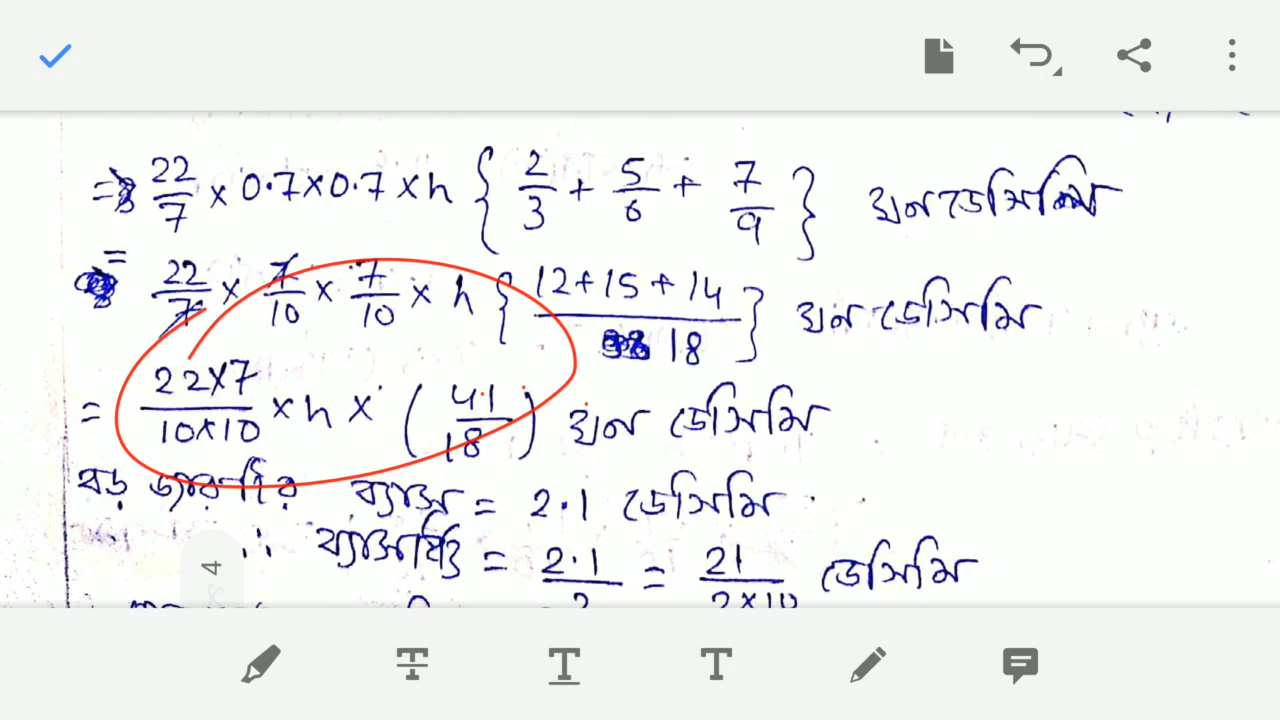 = 22/7 × 0.7 × 0.7 × h { 2/3 + 5/6 + 7/9 } ঘন ডেসিমি
= 22/7 × 7/10 × 7/10 × h { 12+15+14/18 } ঘন ডেসিমি
= 22×7/10×10 × h × ( 41/18 ) ঘন ডেসিমি
বড় জ্যারটির ব্যাস = 2.1 ডেসিমি
∴ ব্যাসার্ধ = 2.1/2 = 21/2×10 ডেসিমি
4
T T T